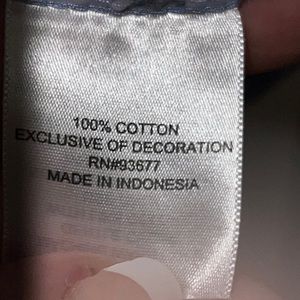 100% COTTON
EXCLUSIVE OF DECORATION
RN#93677
MADE IN INDONESIA